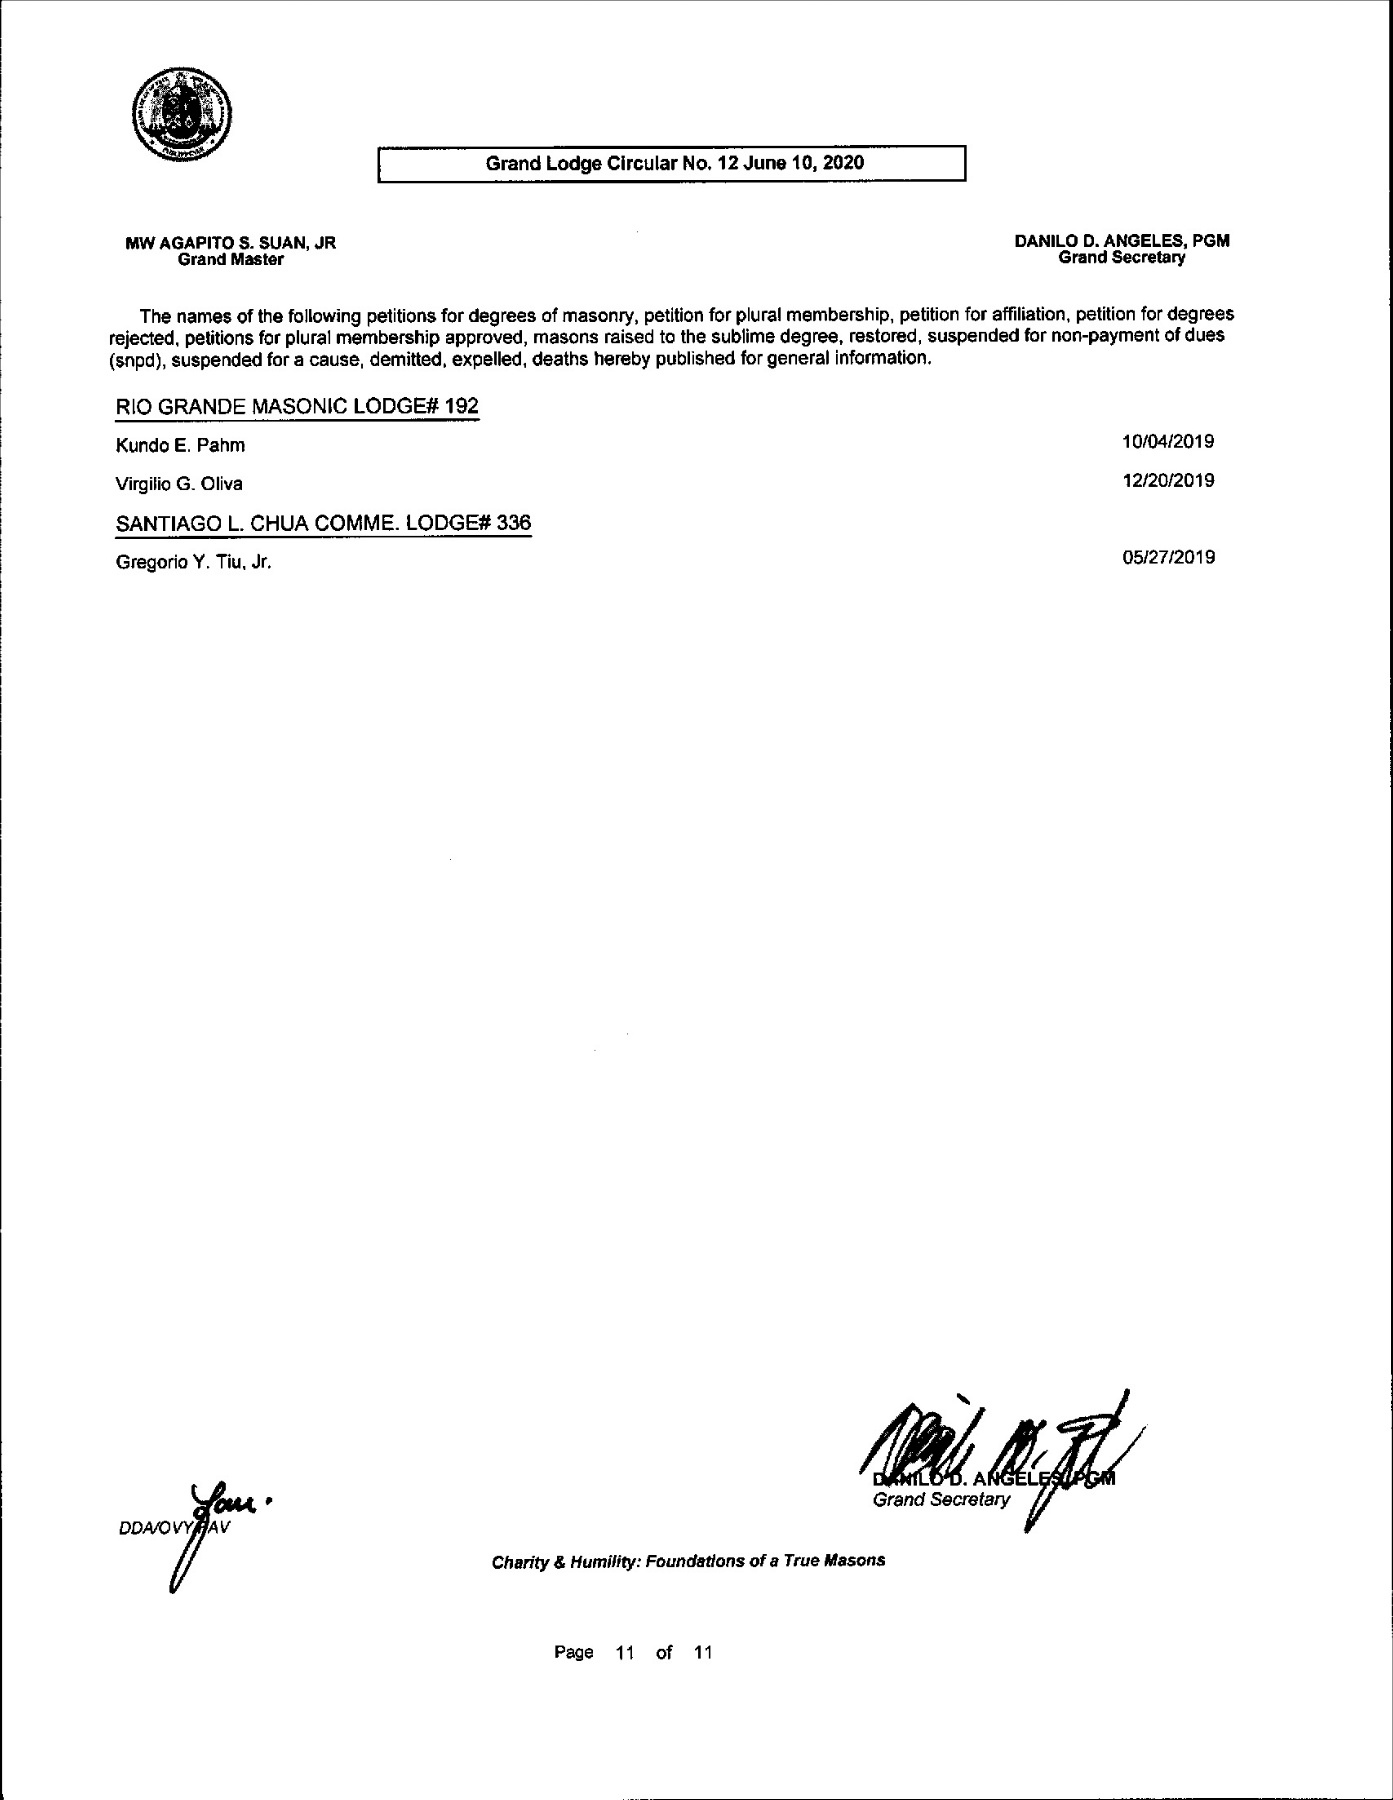 Grand Lodge Circular No. 12 June 10, 2020
MW AGAPITO S. SUAN, JR
Grand Master
DANILO D. ANGELES, PGM
Grand Secretary
The names of the following petitions for degrees of masonry, petition for plural membership, petition for affiliation, petition for degrees
rejected, petitions for plural membership approved, masons raised to the sublime degree, restored, suspended for non-payment of dues
(snpd), suspended for a cause, demitted, expelled, deaths hereby published for general information.
RIO GRANDE MASONIC LODGE# 192
Kundo E. Pahm 10/04/2019
Virgilio G. Oliva 12/20/2019
SANTIAGO L. CHUA COMME. LODGE# 336
Gregorio Y. Tiu, Jr. 05/27/2019
DANILO D. ANGELES, PGM
Grand Secretary
Charity & Humility: Foundations of a True Masons
Page 11 of 11